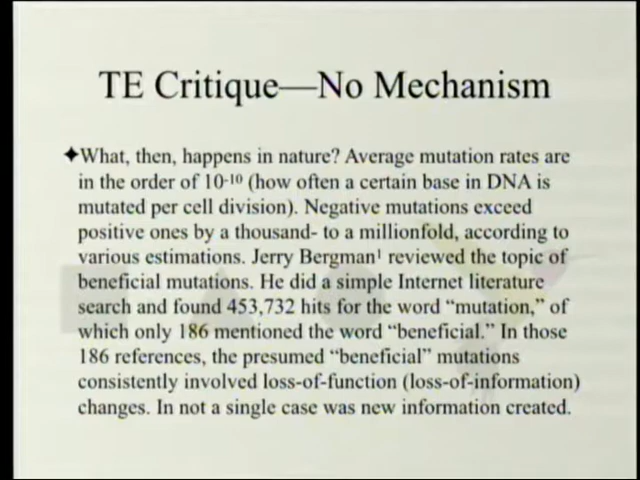 TE Critique—No Mechanism
✦What, then, happens in nature? Average mutation rates are
in the order of 10⁻¹⁰ (how often a certain base in DNA is
mutated per cell division). Negative mutations exceed
positive ones by a thousand- to a millionfold, according to
various estimations. Jerry Bergman¹ reviewed the topic of
beneficial mutations. He did a simple Internet literature
search and found 453,732 hits for the word “mutation,” of
which only 186 mentioned the word “beneficial.” In those
186 references, the presumed “beneficial” mutations
consistently involved loss-of-function (loss-of-information)
changes. In not a single case was new information created.